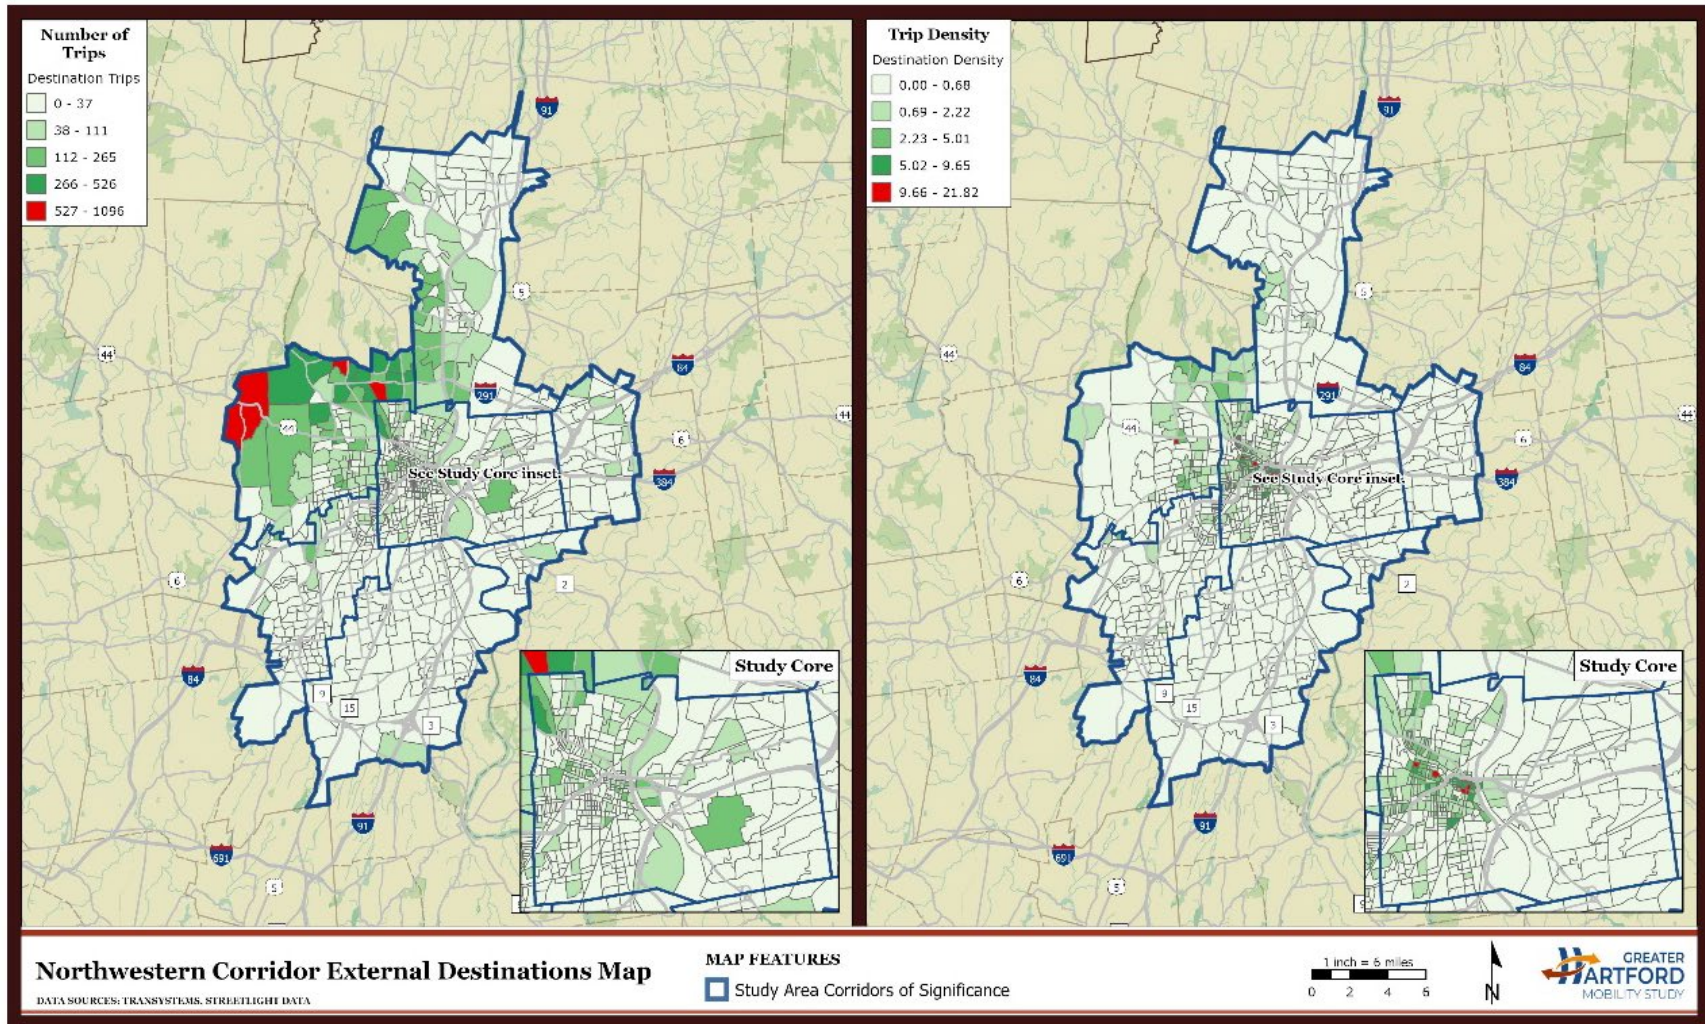 Number of
Trips
Destination Trips
0 - 37
38 - 111
112 - 265
266 - 526
527 - 1096
91
5
44
84
291
44
44
6
See Study Core inset.
384
6
2
84
9
15
3
91
691
5
Study Core
Trip Density
Destination Density
0.00 - 0.68
0.69 - 2.22
2.23 - 5.01
5.02 - 9.65
9.66 - 21.82
91
5
44
84
291
44
44
6
See Study Core inset.
384
6
2
84
9
15
3
91
691
5
9
Study Core
Northwestern Corridor External Destinations Map
DATA SOURCES: TRANSYSTEMS, STREETLIGHT DATA
MAP FEATURES
Study Area Corridors of Significance
1 inch = 6 miles
0 2 4 6
N
GREATER
HARTFORD
MOBILITY STUDY